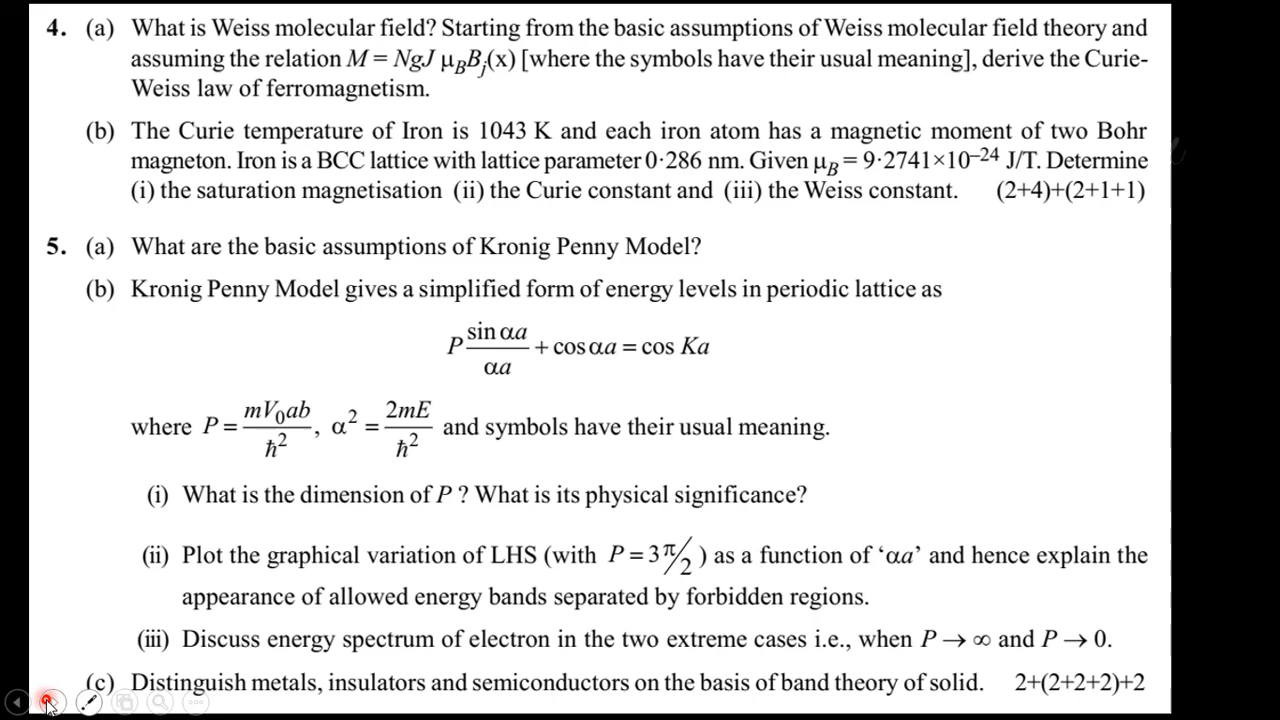 4. (a) What is Weiss molecular field? Starting from the basic assumptions of Weiss molecular field theory and
assuming the relation M = NgJ μ_B B_j(x) [where the symbols have their usual meaning], derive the Curie-
Weiss law of ferromagnetism.
(b) The Curie temperature of Iron is 1043 K and each iron atom has a magnetic moment of two Bohr
magneton. Iron is a BCC lattice with lattice parameter 0·286 nm. Given μ_B = 9·2741×10⁻²⁴ J/T. Determine
(i) the saturation magnetisation (ii) the Curie constant and (iii) the Weiss constant. (2+4)+(2+1+1)
5. (a) What are the basic assumptions of Kronig Penny Model?
(b) Kronig Penny Model gives a simplified form of energy levels in periodic lattice as
P sin αa / αa + cos αa = cos Ka
where P = mV₀ab / ħ², α² = 2mE / ħ² and symbols have their usual meaning.
(i) What is the dimension of P ? What is its physical significance?
(ii) Plot the graphical variation of LHS (with P = 3π/2) as a function of ‘αa’ and hence explain the
appearance of allowed energy bands separated by forbidden regions.
(iii) Discuss energy spectrum of electron in the two extreme cases i.e., when P → ∞ and P → 0.
(c) Distinguish metals, insulators and semiconductors on the basis of band theory of solid. 2+(2+2+2)+2